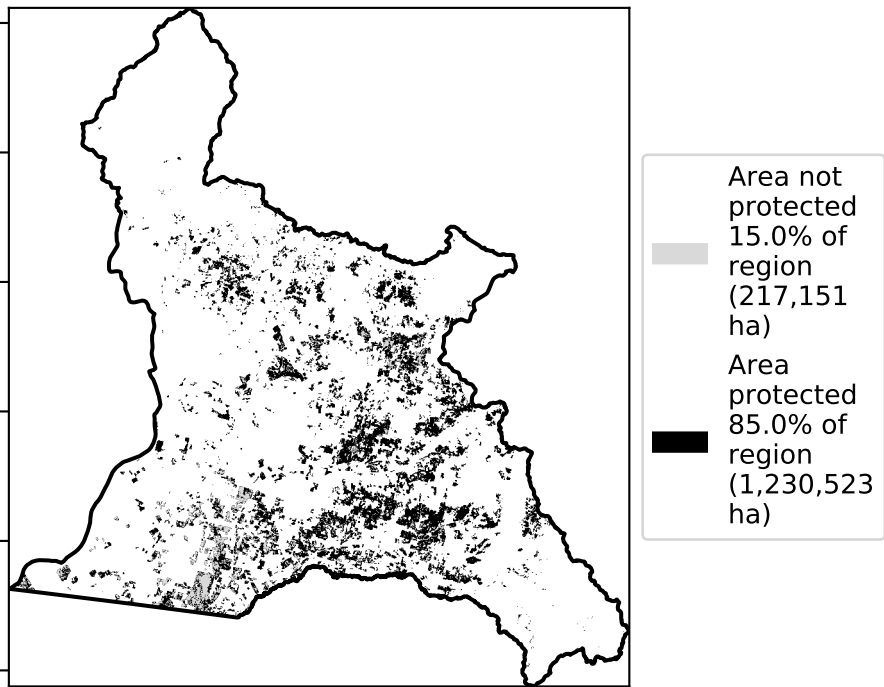 Area not
protected
15.0% of
region
(217,151
ha)
Area
protected
85.0% of
region
(1,230,523
ha)